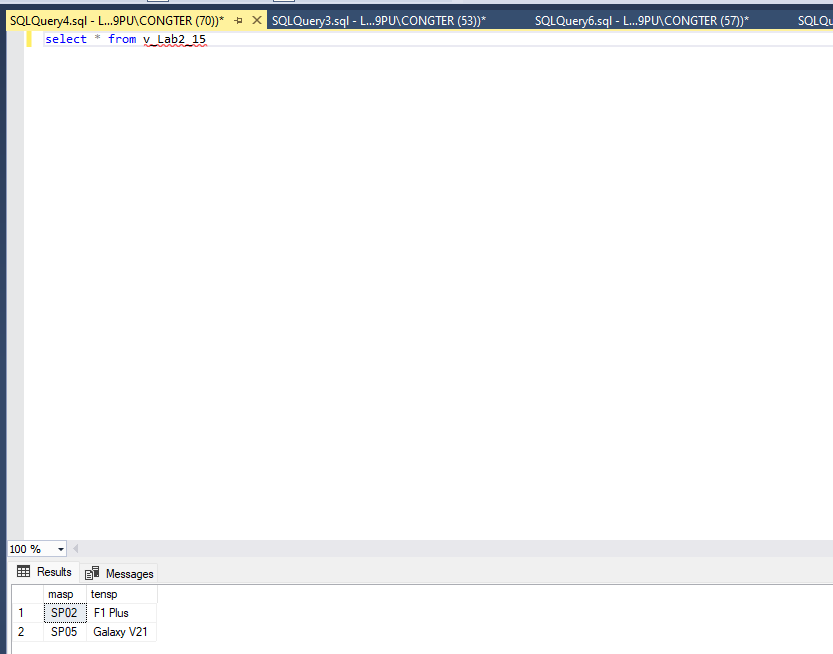 SQLQuery4.sql - L...9PU\CONGTER (70))* SQLQuery3.sql - L...9PU\CONGTER (53))* SQLQuery6.sql - L...9PU\CONGTER (57))* SQLQu
select * from v_Lab2_15
100 %
Results Messages
masp tensp
1 SP02 F1 Plus
2 SP05 Galaxy V21